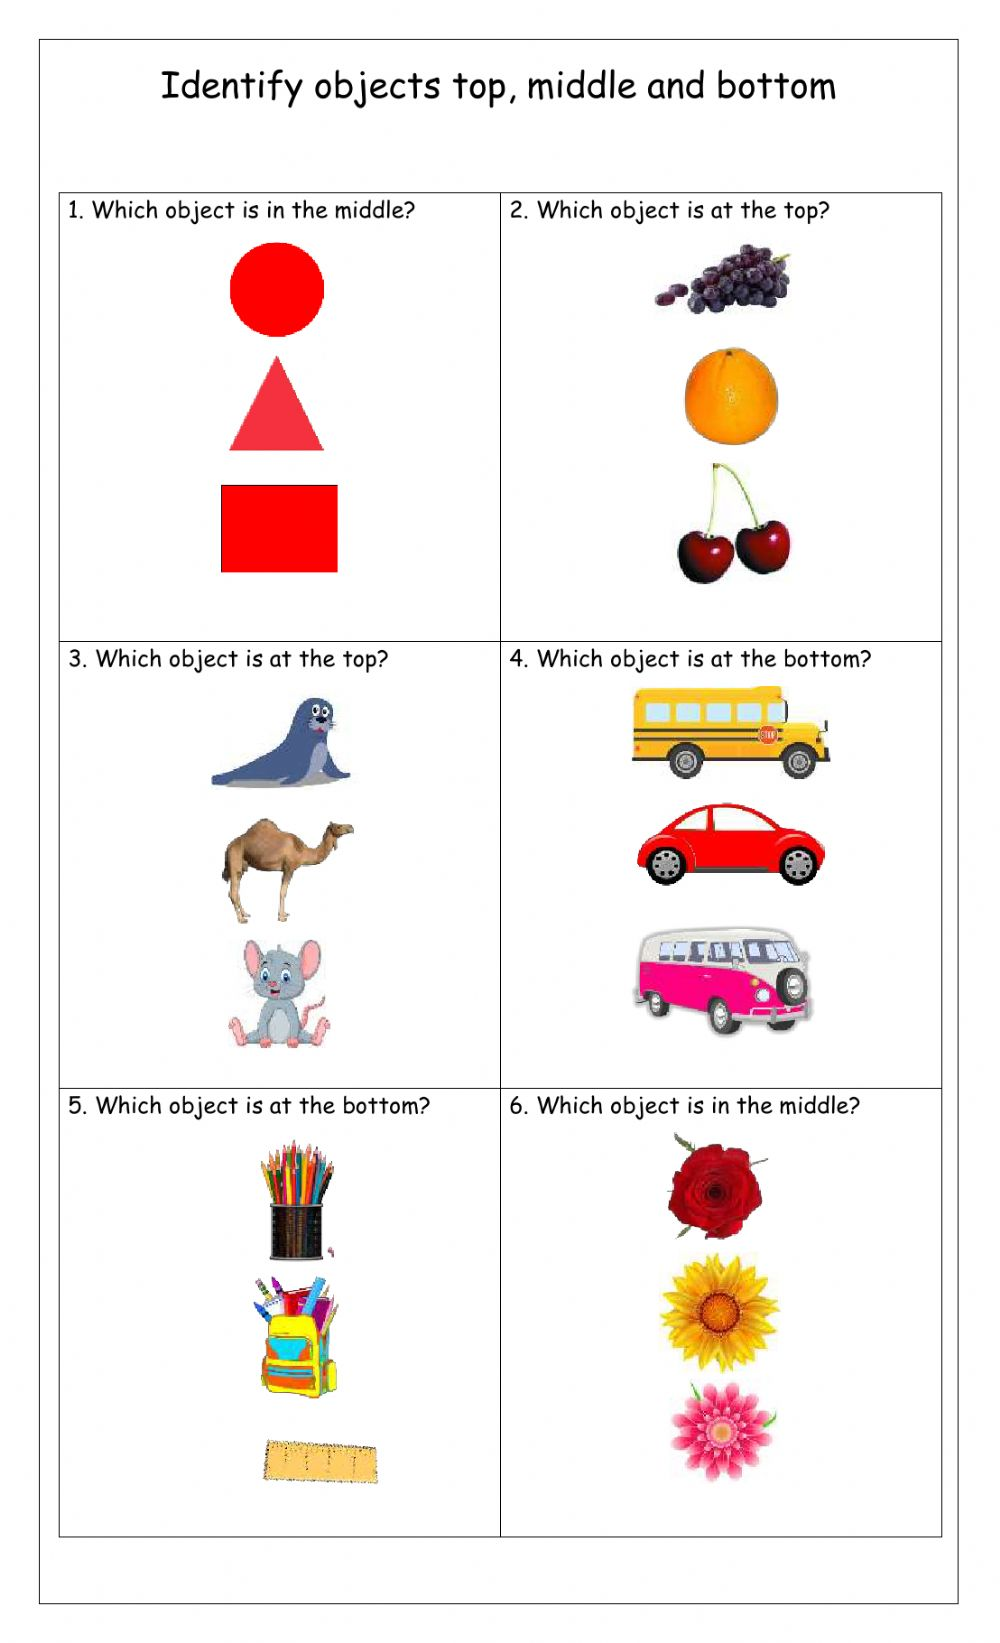 Identify objects top, middle and bottom
1. Which object is in the middle?
2. Which object is at the top?
3. Which object is at the top?
4. Which object is at the bottom?
STOP
5. Which object is at the bottom?
6. Which object is in the middle?